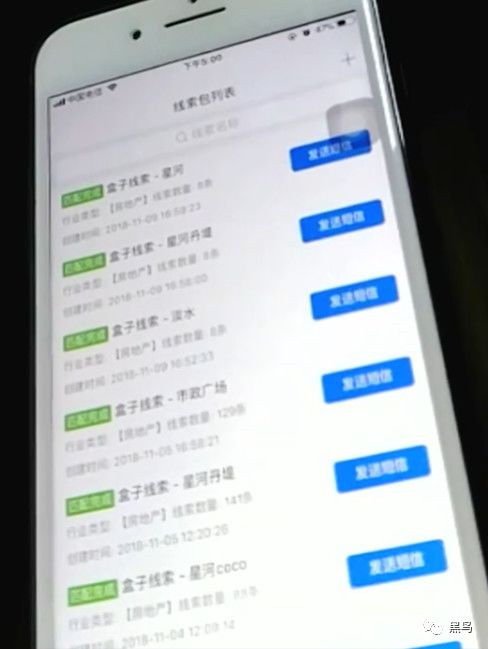 中国电信
下午5:00
47%
线索包列表
线索名称
匹配完成 盒子线索 - 星河
发送短信
行业类型: 【房地产】线索数量: 8条
创建时间: 2018-11-09 16:59:23
匹配完成 盒子线索 - 星河丹堤
发送短信
行业类型: 【房地产】线索数量: 8条
创建时间: 2018-11-09 16:58:00
匹配完成 盒子线索 - 淡水
发送短信
行业类型: 【房地产】线索数量: 8条
创建时间: 2018-11-09 16:52:33
匹配完成 盒子线索 - 市政广场
发送短信
行业类型: 【房地产】线索数量: 129条
创建时间: 2018-11-05 16:58:21
匹配完成 盒子线索 - 星河丹堤
发送短信
行业类型: 【房地产】线索数量: 141条
创建时间: 2018-11-05 12:20:26
匹配完成 盒子线索 - 星河coco
发送短信
行业类型: 【房地产】线索数量: 条
创建时间: 2018-11-04 12:09:14
黑鸟